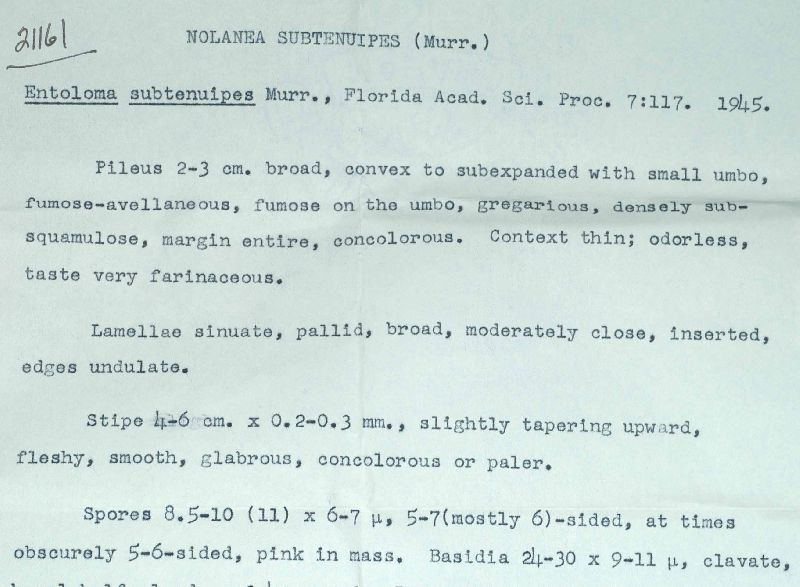 21161
NOLANEA SUBTENUIPES (Murr.)
Entoloma subtenuipes Murr., Florida Acad. Sci. Proc. 7:117. 1945.
Pileus 2-3 cm. broad, convex to subexpanded with small umbo,
fumose-avellaneous, fumose on the umbo, gregarious, densely sub-
squamulose, margin entire, concolorous. Context thin; odorless,
taste very farinaceous.
Lamellae sinuate, pallid, broad, moderately close, inserted,
edges undulate.
Stipe 4-6 cm. x 0.2-0.3 mm., slightly tapering upward,
fleshy, smooth, glabrous, concolorous or paler.
Spores 8.5-10 (11) x 6-7 µ, 5-7(mostly 6)-sided, at times
obscurely 5-6-sided, pink in mass. Basidia 24-30 x 9-11 µ, clavate,